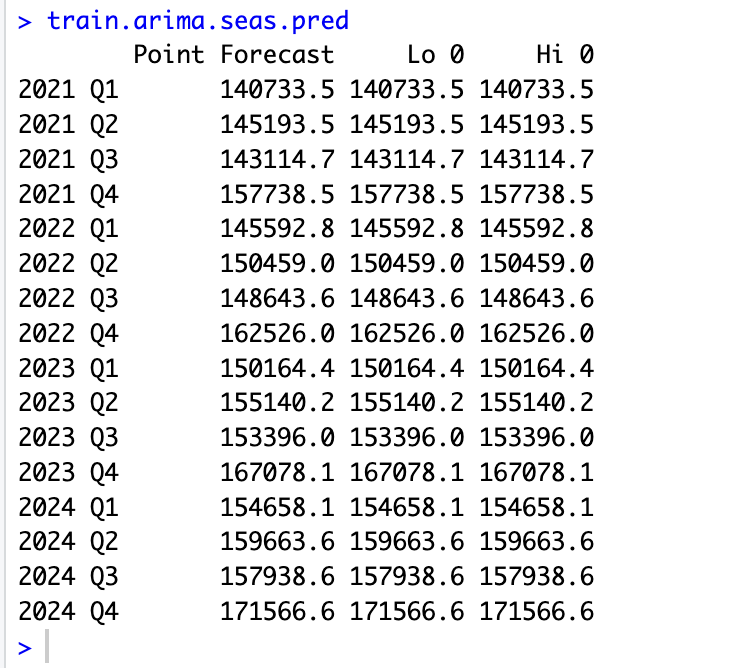 > train.arima.seas.pred
        Point Forecast     Lo 0     Hi 0
2021 Q1       140733.5 140733.5 140733.5
2021 Q2       145193.5 145193.5 145193.5
2021 Q3       143114.7 143114.7 143114.7
2021 Q4       157738.5 157738.5 157738.5
2022 Q1       145592.8 145592.8 145592.8
2022 Q2       150459.0 150459.0 150459.0
2022 Q3       148643.6 148643.6 148643.6
2022 Q4       162526.0 162526.0 162526.0
2023 Q1       150164.4 150164.4 150164.4
2023 Q2       155140.2 155140.2 155140.2
2023 Q3       153396.0 153396.0 153396.0
2023 Q4       167078.1 167078.1 167078.1
2024 Q1       154658.1 154658.1 154658.1
2024 Q2       159663.6 159663.6 159663.6
2024 Q3       157938.6 157938.6 157938.6
2024 Q4       171566.6 171566.6 171566.6
>